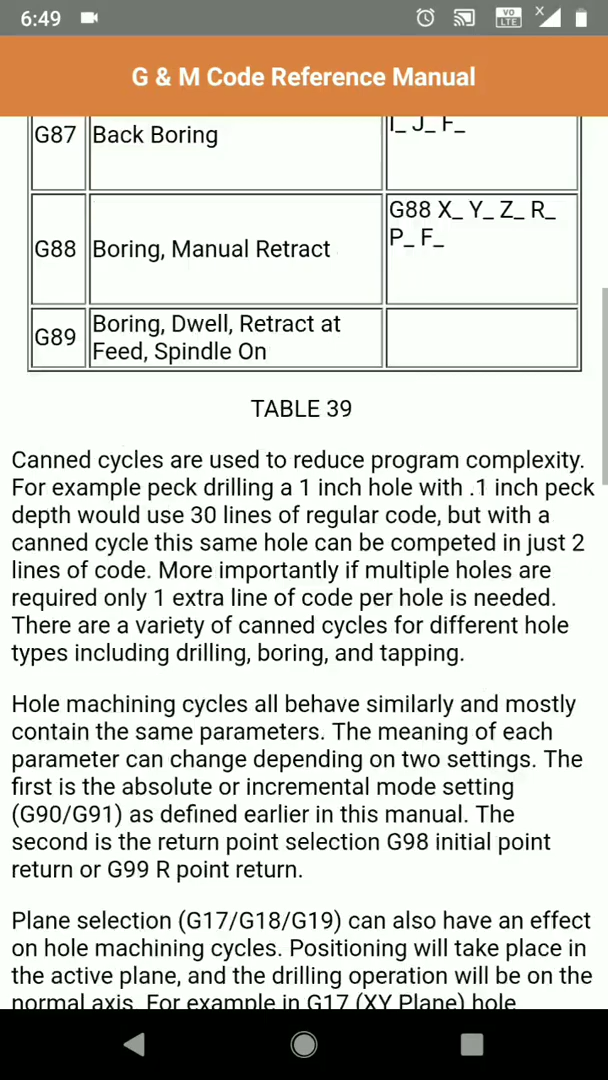 6:49
VO LTE
X
G & M Code Reference Manual
I_ J_ F_
G87 Back Boring
G88 X_ Y_ Z_ R_
P_ F_
G88 Boring, Manual Retract
G89 Boring, Dwell, Retract at
Feed, Spindle On
TABLE 39
Canned cycles are used to reduce program complexity.
For example peck drilling a 1 inch hole with .1 inch peck
depth would use 30 lines of regular code, but with a
canned cycle this same hole can be competed in just 2
lines of code. More importantly if multiple holes are
required only 1 extra line of code per hole is needed.
There are a variety of canned cycles for different hole
types including drilling, boring, and tapping.
Hole machining cycles all behave similarly and mostly
contain the same parameters. The meaning of each
parameter can change depending on two settings. The
first is the absolute or incremental mode setting
(G90/G91) as defined earlier in this manual. The
second is the return point selection G98 initial point
return or G99 R point return.
Plane selection (G17/G18/G19) can also have an effect
on hole machining cycles. Positioning will take place in
the active plane, and the drilling operation will be on the
normal axis. For example in G17 (XY Plane) hole